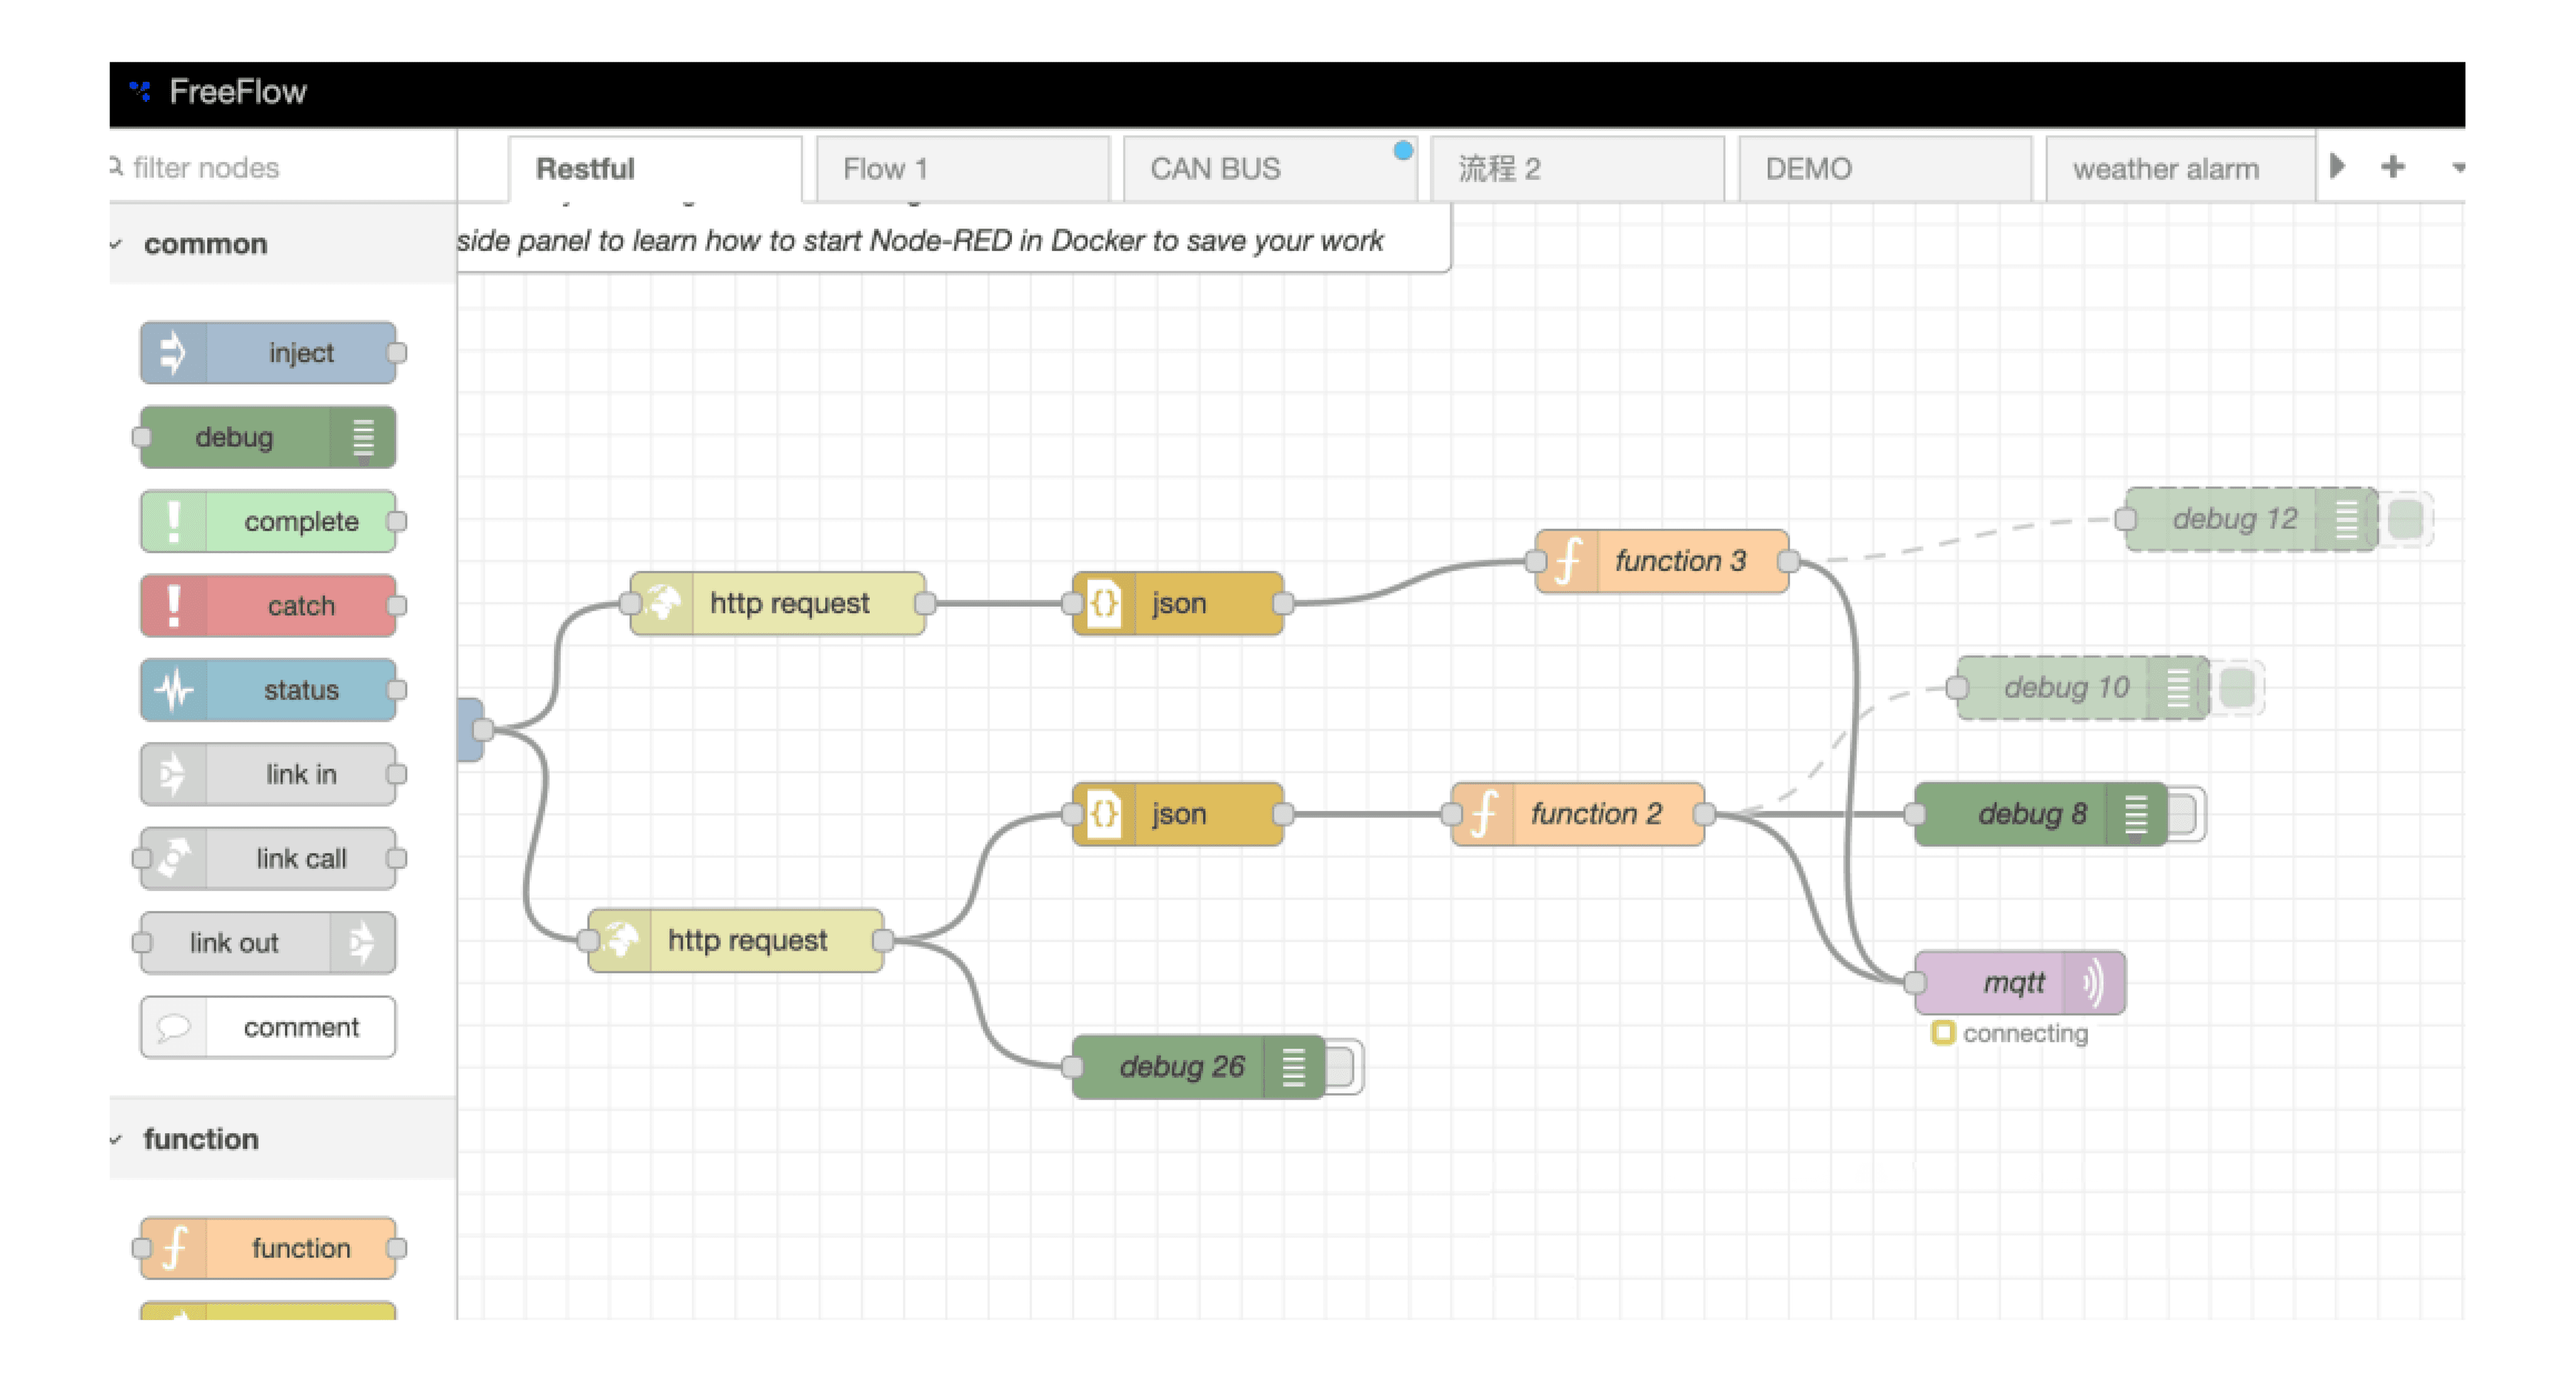 FreeFlow
filter nodes
Restful
Flow 1
CAN BUS
流程 2
DEMO
weather alarm
common
side panel to learn how to start Node-RED in Docker to save your work
inject
debug
complete
catch
status
link in
link call
link out
comment
function
function
http request
json
function 3
debug 12
debug 10
json
function 2
debug 8
http request
mqtt
connecting
debug 26